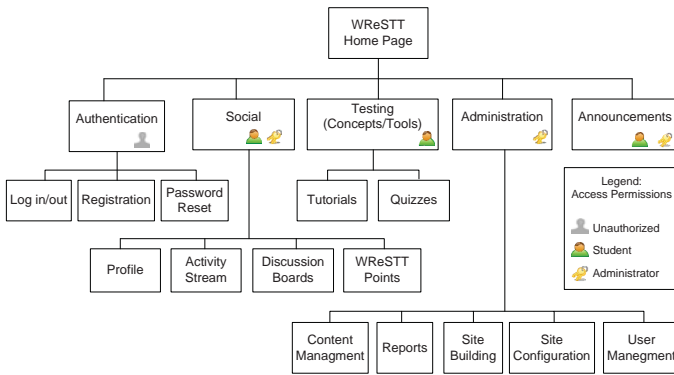 WReSTT
Home Page
Authentication
Social
Testing
(Concepts/Tools)
Administration
Announcements
Log in/out
Registration
Password
Reset
Tutorials
Quizzes
Legend:
Access Permissions
Unauthorized
Student
Administrator
Profile
Activity
Stream
Discussion
Boards
WReSTT
Points
Content
Managment
Reports
Site
Building
Site
Configuration
User
Manegment